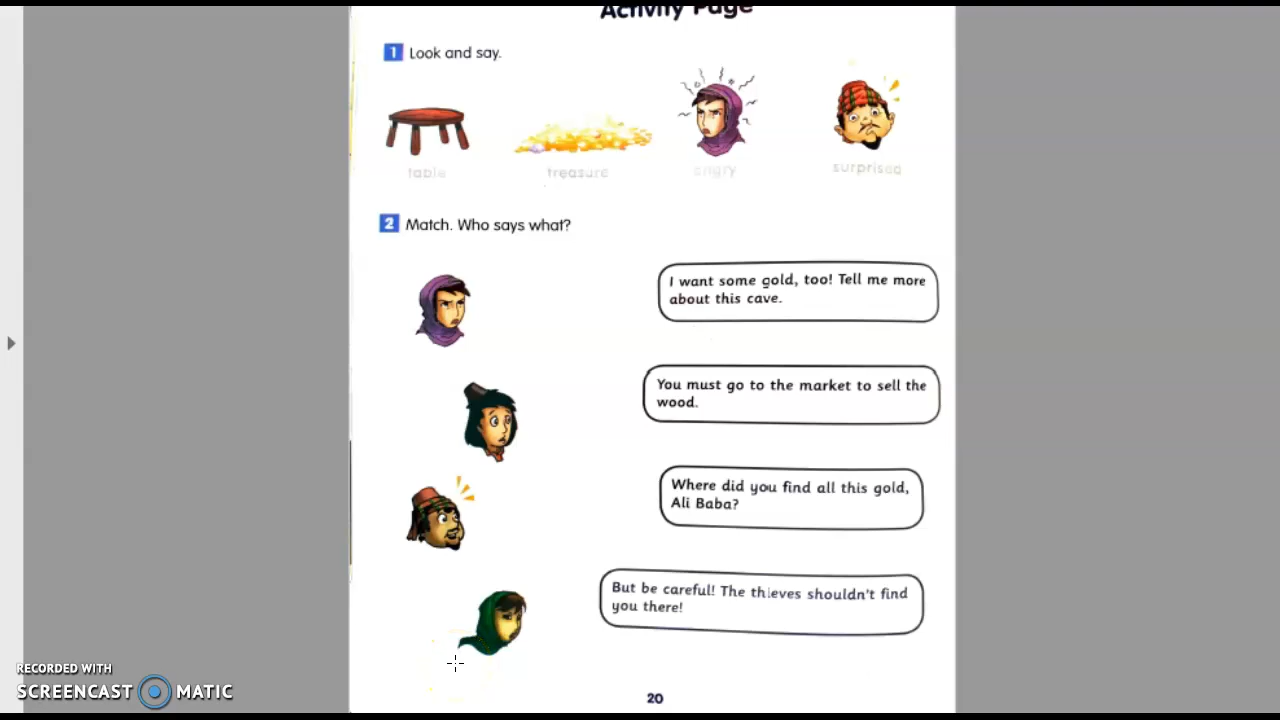 Activity Page
1 Look and say.
table treasure angry surprised
2 Match. Who says what?
I want some gold, too! Tell me more
about this cave.
You must go to the market to sell the
wood.
Where did you find all this gold,
Ali Baba?
But be careful! The thieves shouldn't find
you there!
20
RECORDED WITH
SCREENCAST MATIC